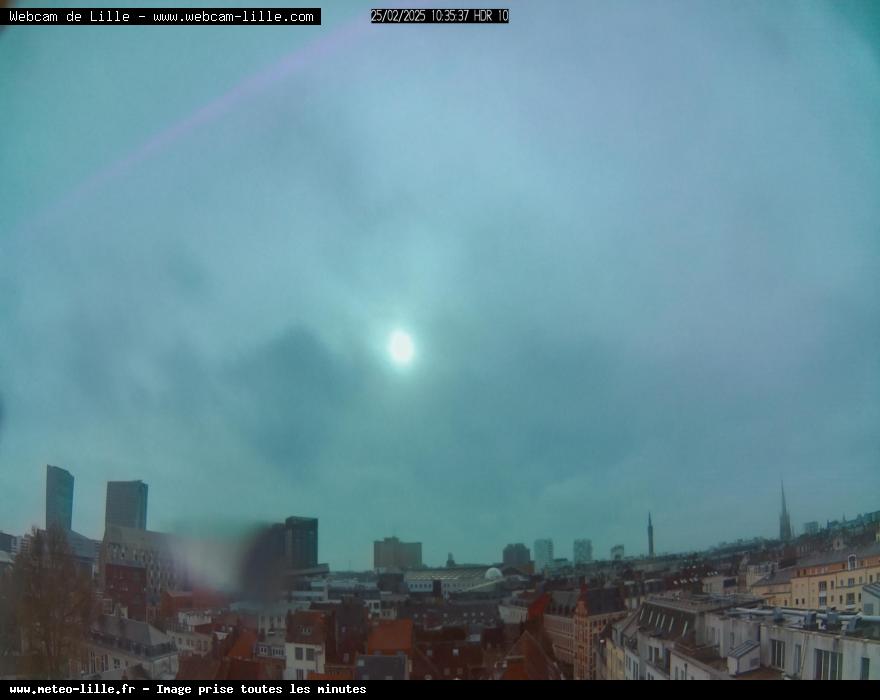 Webcam de Lille - www.webcam-lille.com
25/02/2025 10:35:37 HDR 10
www.meteo-lille.fr - Image prise toutes les minutes